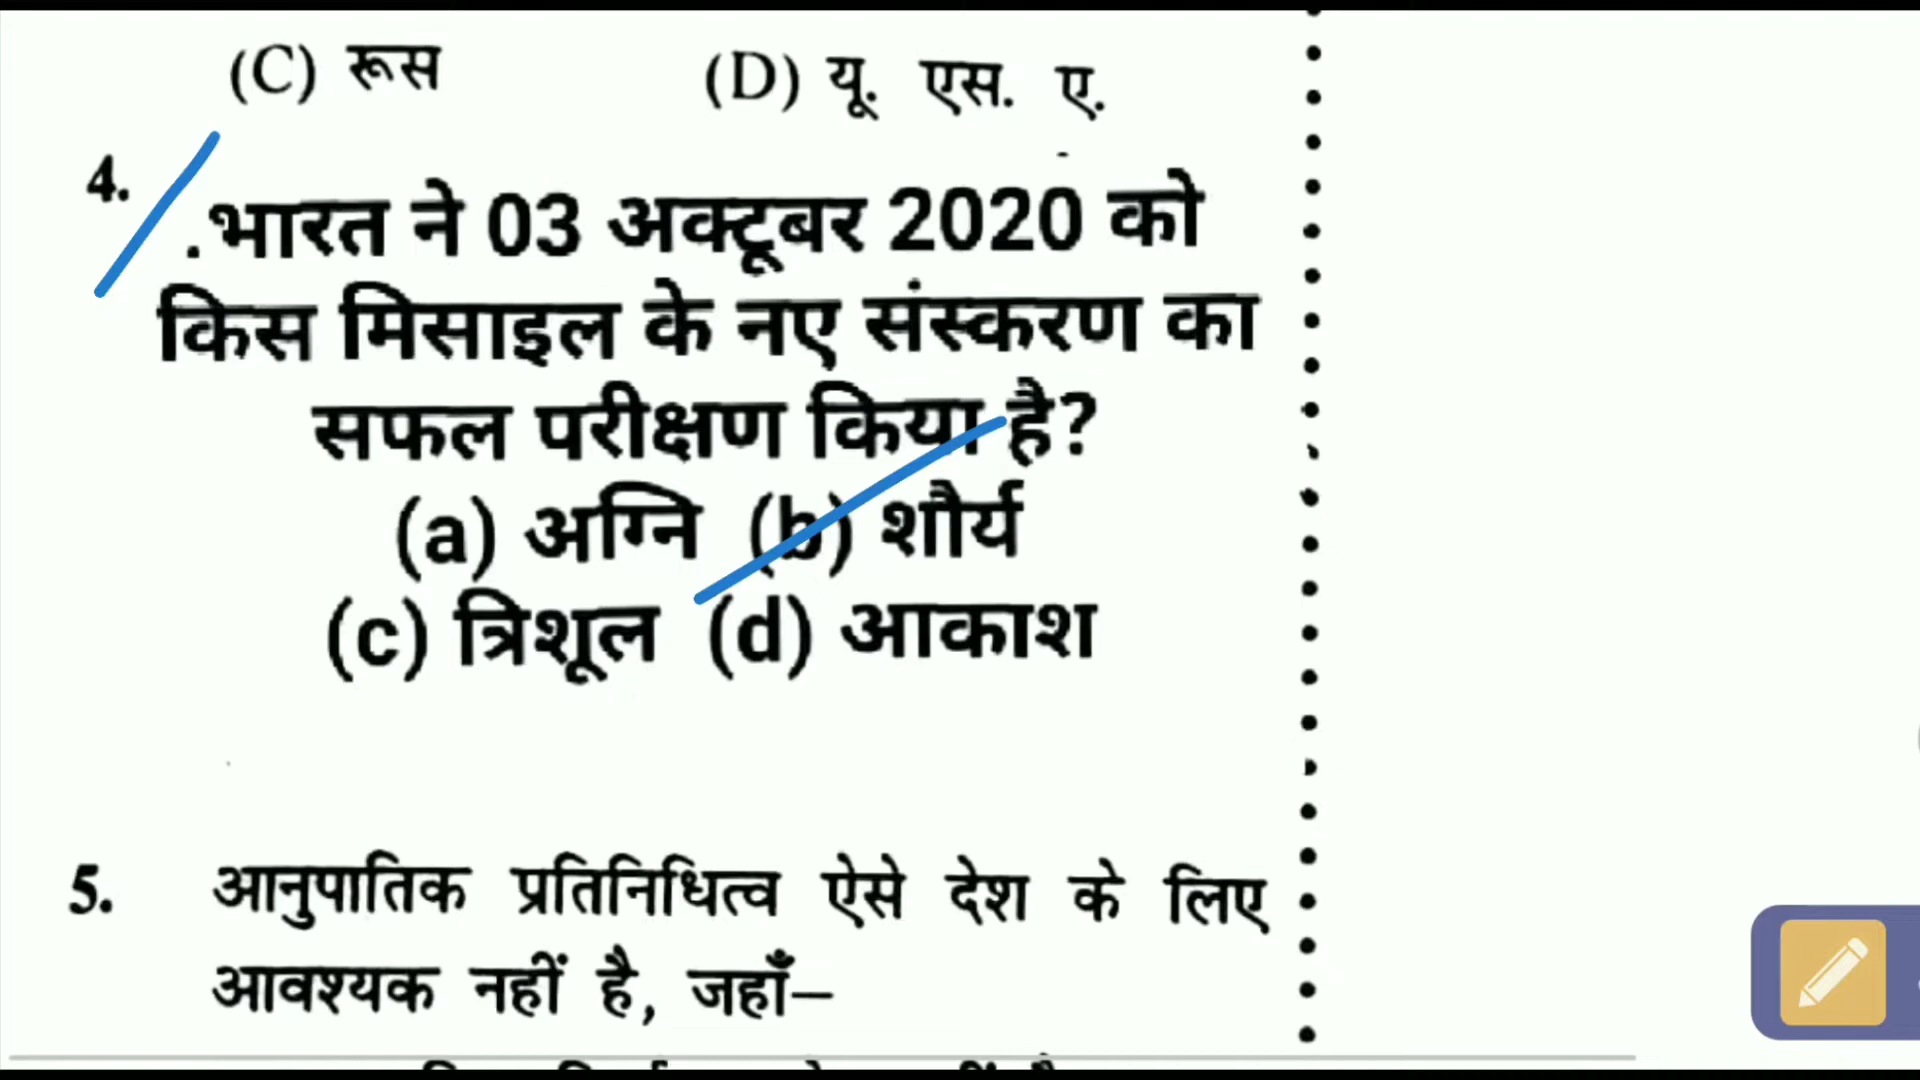 (C) रूस (D) यू. एस. ए.
4.
.भारत ने 03 अक्टूबर 2020 को
किस मिसाइल के नए संस्करण का
सफल परीक्षण किया है?
(a) अग्नि (b) शौर्य
(c) त्रिशूल (d) आकाश
5. आनुपातिक प्रतिनिधित्व ऐसे देश के लिए
आवश्यक नहीं है, जहाँ–